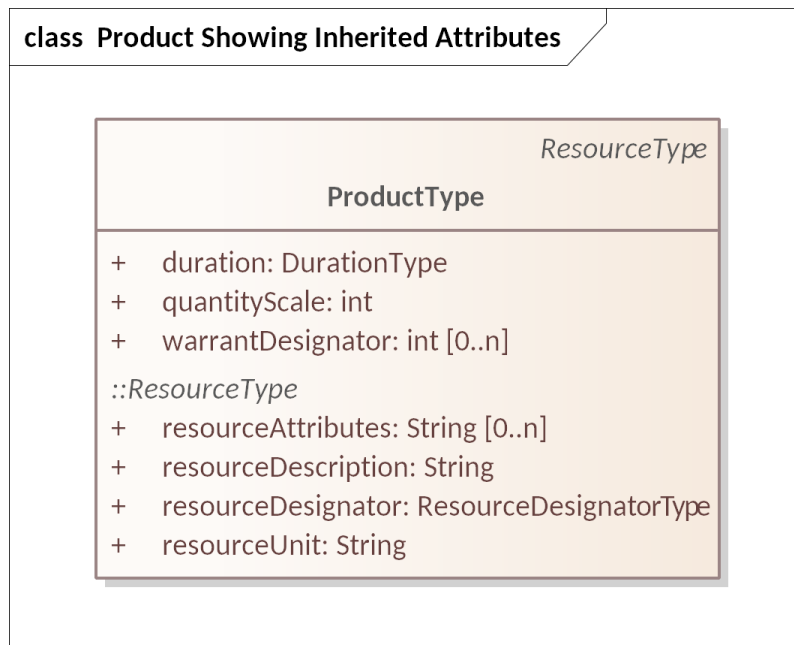 class Product Showing Inherited Attributes
ResourceType
ProductType
+ duration: DurationType
+ quantityScale: int
+ warrantDesignator: int [0..n]
::ResourceType
+ resourceAttributes: String [0..n]
+ resourceDescription: String
+ resourceDesignator: ResourceDesignatorType
+ resourceUnit: String